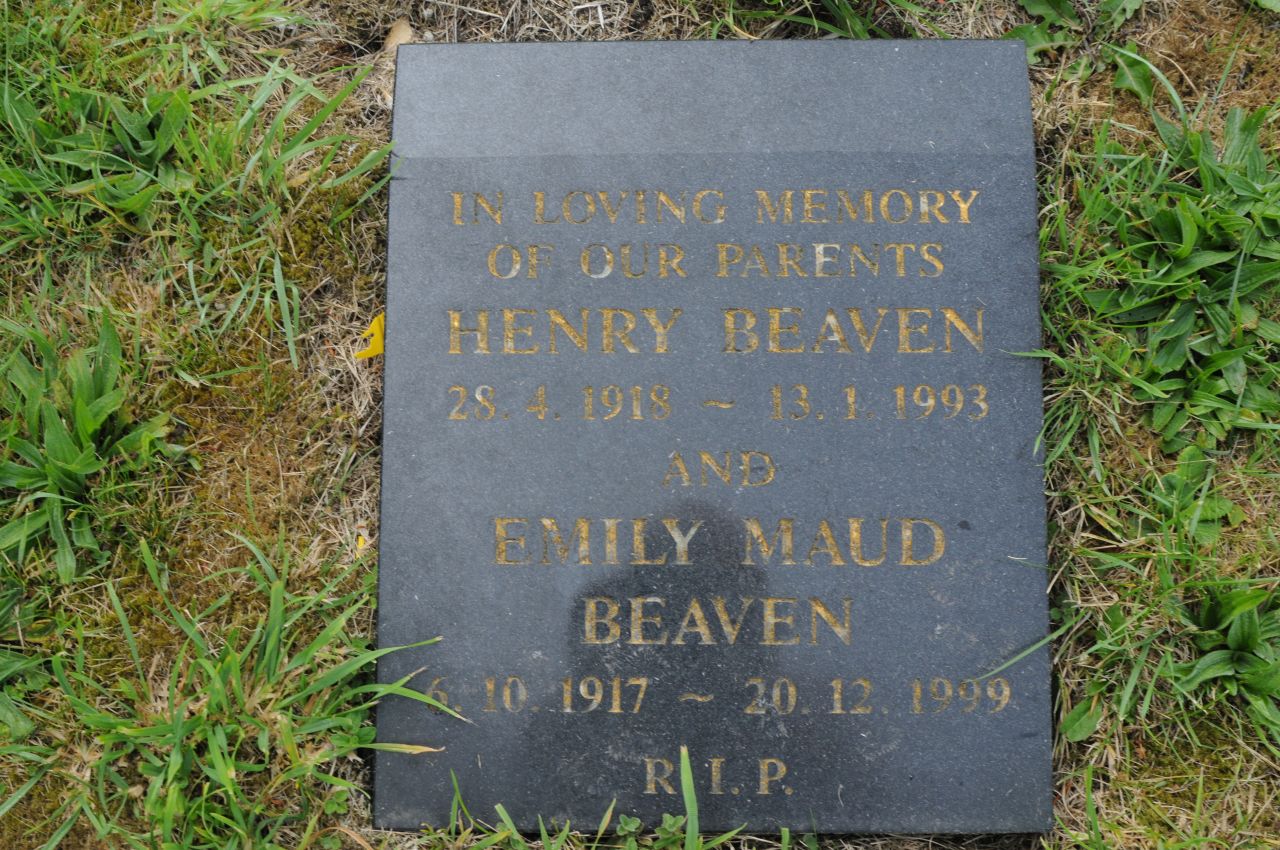 IN LOVING MEMORY
OF OUR PARENTS
HENRY BEAVEN
28. 4. 1918 ~ 13. 1. 1993
AND
EMILY MAUD
BEAVEN
6. 10. 1917 ~ 20. 12. 1999
R. I. P.